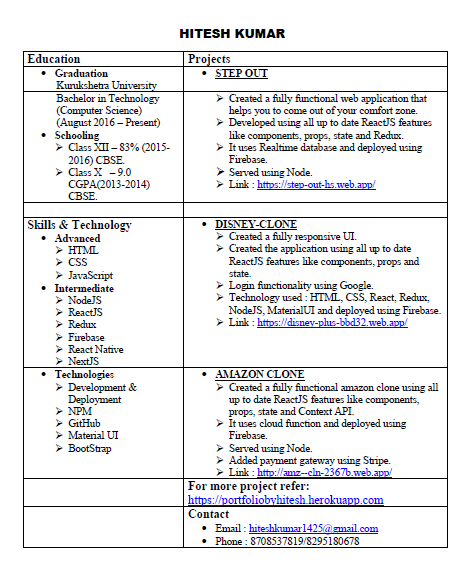 HITESH KUMAR
Education
• Graduation
Kurukshetra University
Bachelor in Technology
(Computer Science)
(August 2016 – Present)
• Schooling
➢ Class XII – 83% (2015-
2016) CBSE.
➢ Class X – 9.0
CGPA(2013-2014)
CBSE.
Projects
• STEP OUT
➢ Created a fully functional web application that
helps you to come out of your comfort zone.
➢ Developed using all up to date ReactJS features
like components, props, state and Redux.
➢ It uses Realtime database and deployed using
Firebase.
➢ Served using Node.
➢ Link : https://step-out-hs.web.app/
Skills & Technology
• Advanced
➢ HTML
➢ CSS
➢ JavaScript
• Intermediate
➢ NodeJS
➢ ReactJS
➢ Redux
➢ Firebase
➢ React Native
➢ NextJS
• DISNEY-CLONE
➢ Created a fully responsive UI.
➢ Created the application using all up to date
ReactJS features like components, props and
state.
➢ Login functionality using Google.
➢ Technology used : HTML, CSS, React, Redux,
NodeJS, MaterialUI and deployed using Firebase.
➢ Link : https://disney-plus-bbd32.web.app/
• Technologies
➢ Development &
Deployment
➢ NPM
➢ GitHub
➢ Material UI
➢ BootStrap
• AMAZON CLONE
➢ Created a fully functional amazon clone using all
up to date ReactJS features like components,
props, state and Context API.
➢ It uses cloud function and deployed using
Firebase.
➢ Served using Node.
➢ Added payment gateway using Stripe.
➢ Link : http://amz--cln-2367b.web.app/
For more project refer:
https://portfoliobyhitesh.herokuapp.com
Contact
• Email : hiteshkumar1425@gmail.com
• Phone : 8708537819/8295180678